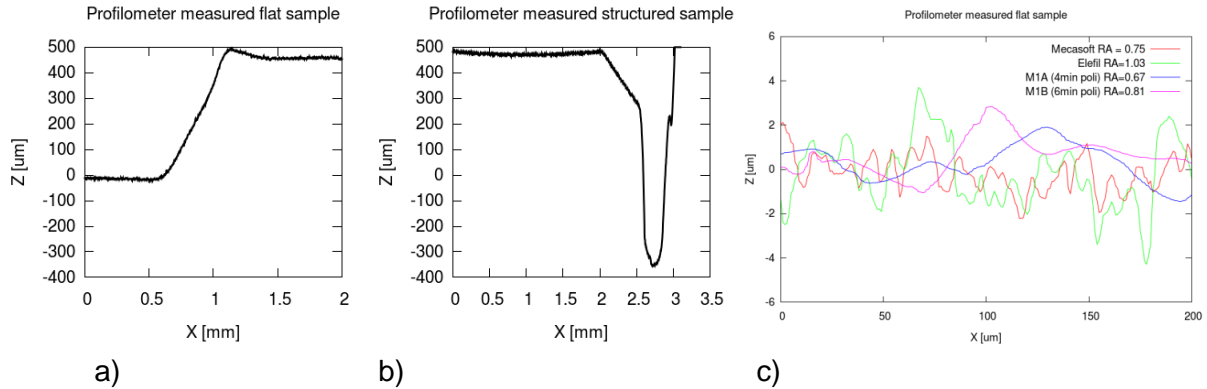 Profilometer measured flat sample
500
400
300
200
100
0
-100
-200
-300
-400
Z [um]
0
0.5
1
1.5
2
X [mm]
a)
Profilometer measured structured sample
500
400
300
200
100
0
-100
-200
-300
-400
Z [um]
0
0.5
1
1.5
2
2.5
3
3.5
X [mm]
b)
Profilometer measured flat sample
Mecasoft RA = 0.75
Elefil RA=1.03
M1A (4min poli) RA=0.67
M1B (6min poli) RA=0.81
6
4
2
0
-2
-4
-6
Z [um]
0
50
100
150
200
X [um]
c)